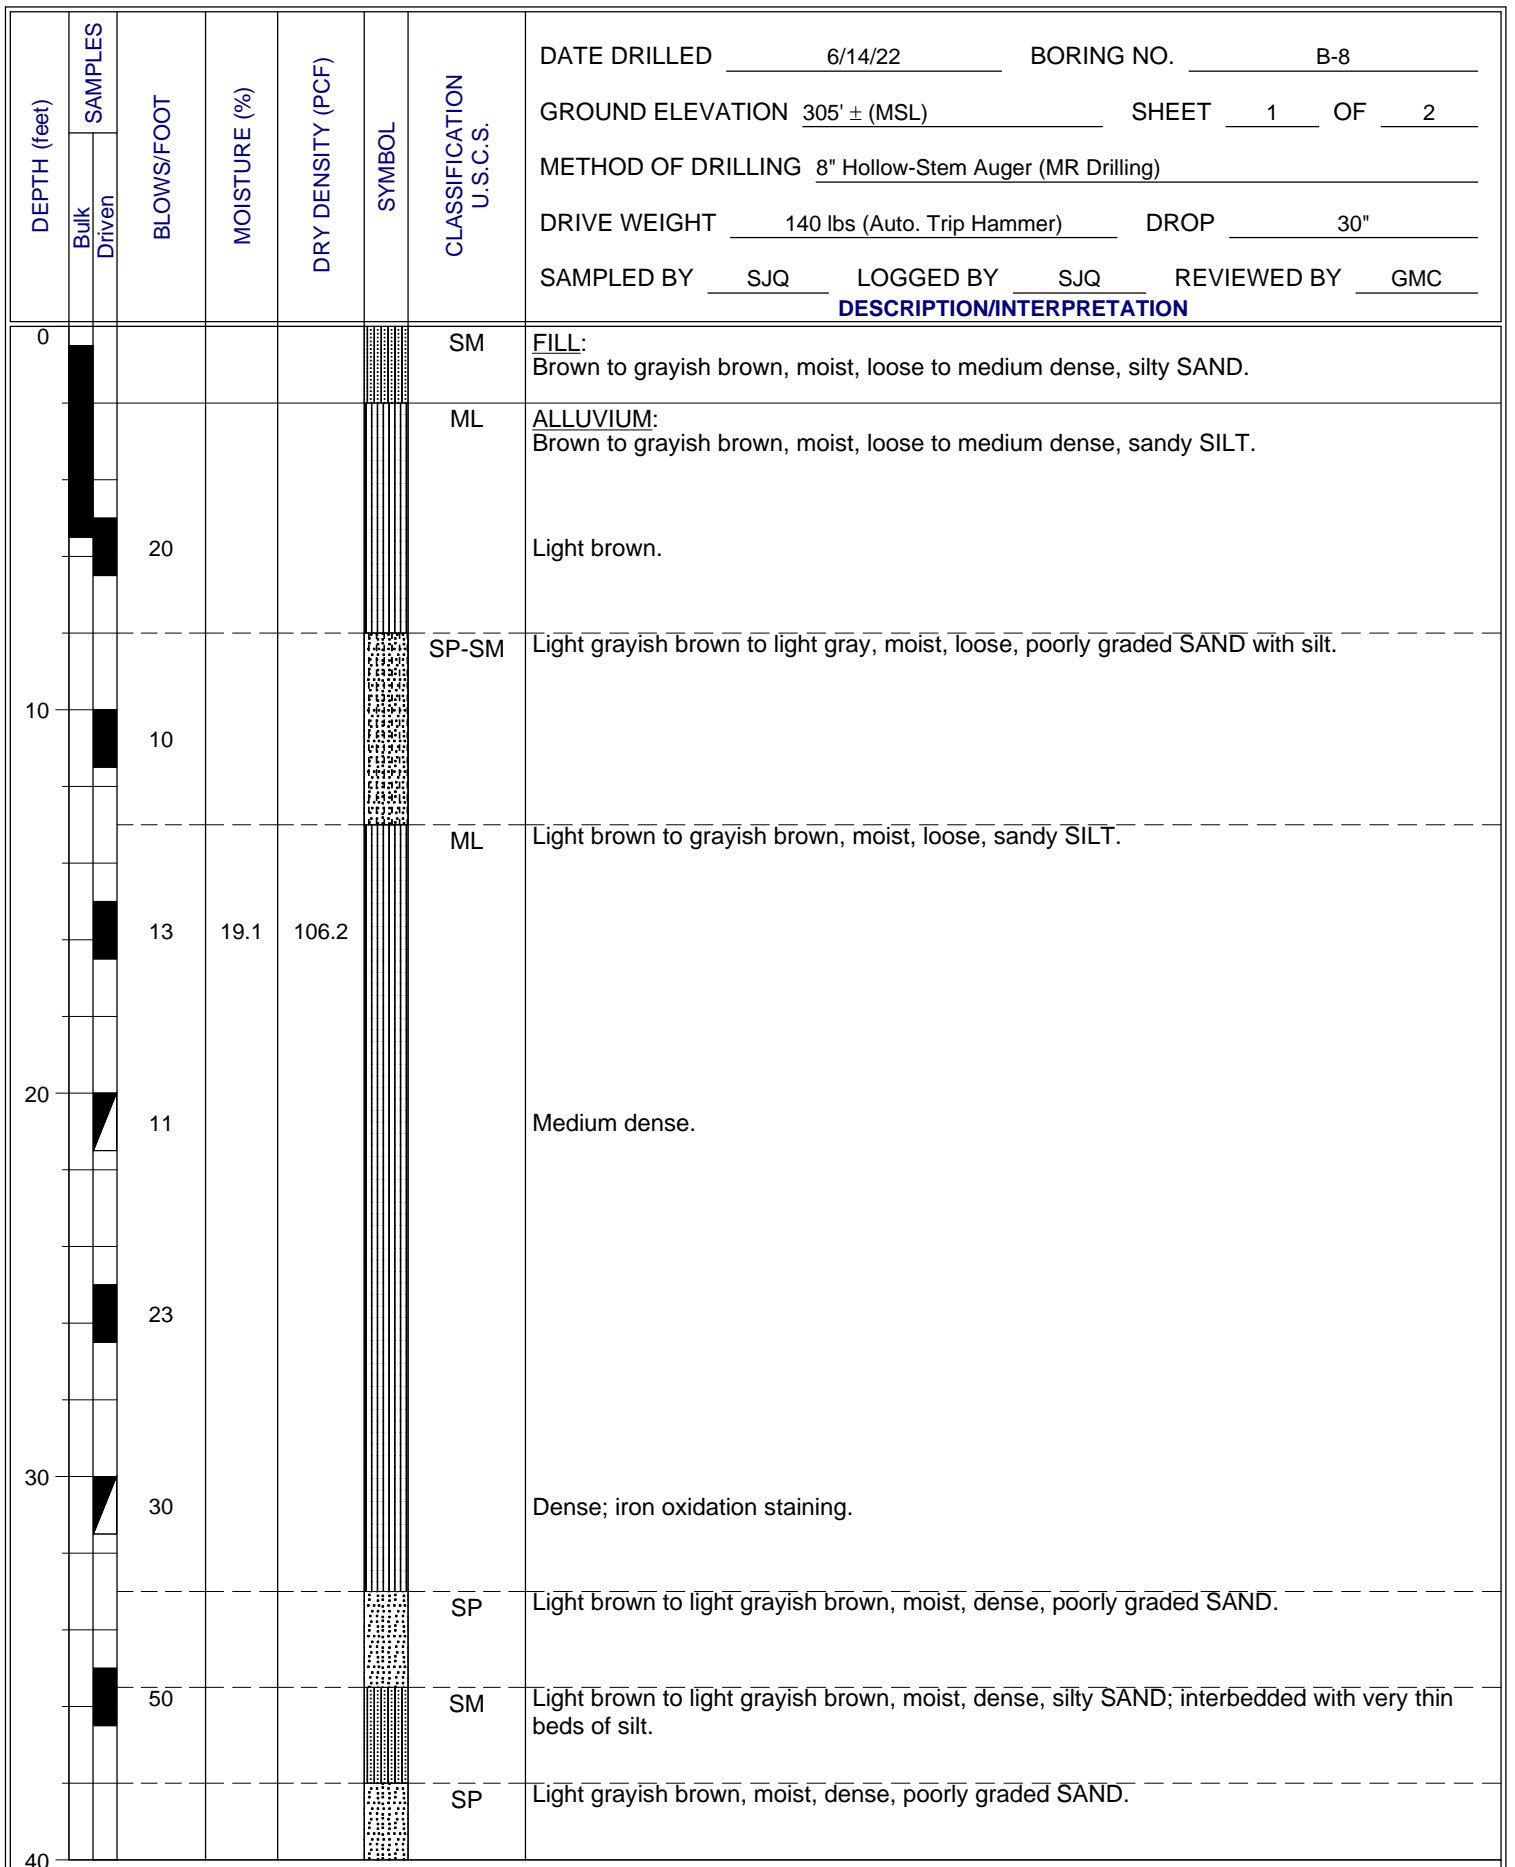 DEPTH (feet)
SAMPLES
Bulk
Driven
BLOWS/FOOT
MOISTURE (%)
DRY DENSITY (PCF)
SYMBOL
CLASSIFICATION
U.S.C.S.
DATE DRILLED 6/14/22 BORING NO. B-8
GROUND ELEVATION 305' ± (MSL) SHEET 1 OF 2
METHOD OF DRILLING 8" Hollow-Stem Auger (MR Drilling)
DRIVE WEIGHT 140 lbs (Auto. Trip Hammer) DROP 30"
SAMPLED BY SJQ LOGGED BY SJQ REVIEWED BY GMC
DESCRIPTION/INTERPRETATION
0 SM FILL:
Brown to grayish brown, moist, loose to medium dense, silty SAND.
ML ALLUVIUM:
Brown to grayish brown, moist, loose to medium dense, sandy SILT.
20 Light brown.
SP-SM Light grayish brown to light gray, moist, loose, poorly graded SAND with silt.
10
10
ML Light brown to grayish brown, moist, loose, sandy SILT.
13 19.1 106.2
20
11 Medium dense.
23
30
30 Dense; iron oxidation staining.
SP Light brown to light grayish brown, moist, dense, poorly graded SAND.
50 SM Light brown to light grayish brown, moist, dense, silty SAND; interbedded with very thin
beds of silt.
SP Light grayish brown, moist, dense, poorly graded SAND.
40